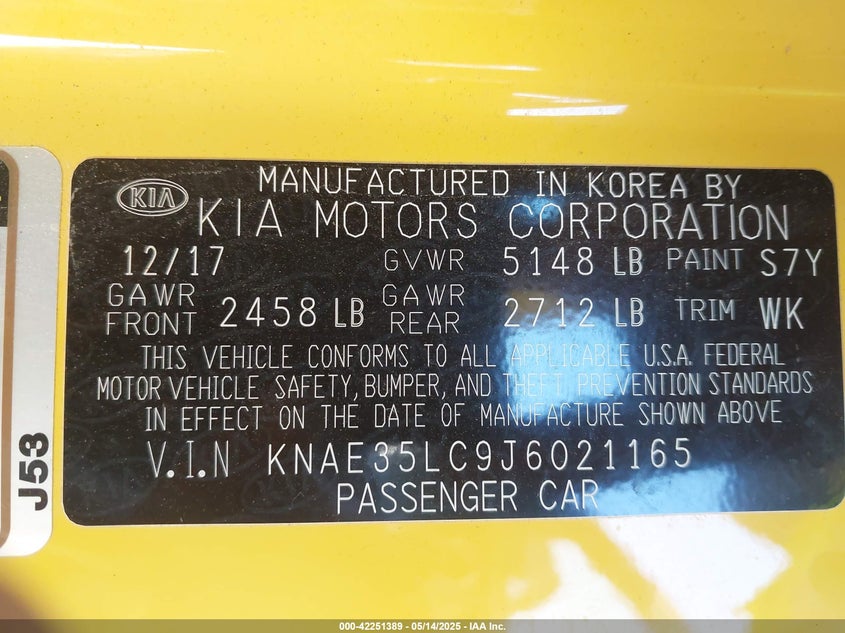 MANUFACTURED IN KOREA BY
KIA KIA MOTORS CORPORATION
12/17 GVWR 5148 LB PAINT S7Y
GAWR FRONT 2458 LB GAWR REAR 2712 LB TRIM WK
THIS VEHICLE CONFORMS TO ALL APPLICABLE U.S.A. FEDERAL
MOTOR VEHICLE SAFETY, BUMPER, AND THEFT PREVENTION STANDARDS
IN EFFECT ON THE DATE OF MANUFACTURE SHOWN ABOVE
V.I.N KNAE35LC9J6021165
PASSENGER CAR
J53
000-42251389 - 05/14/2025 - IAA Inc.